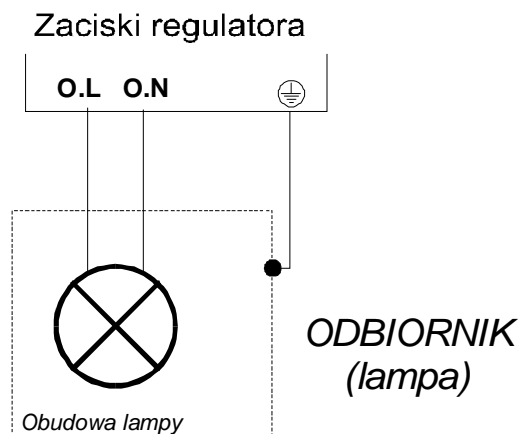 Zaciski regulatora
O.L O.N
ODBIORNIK
(lampa)
Obudowa lampy